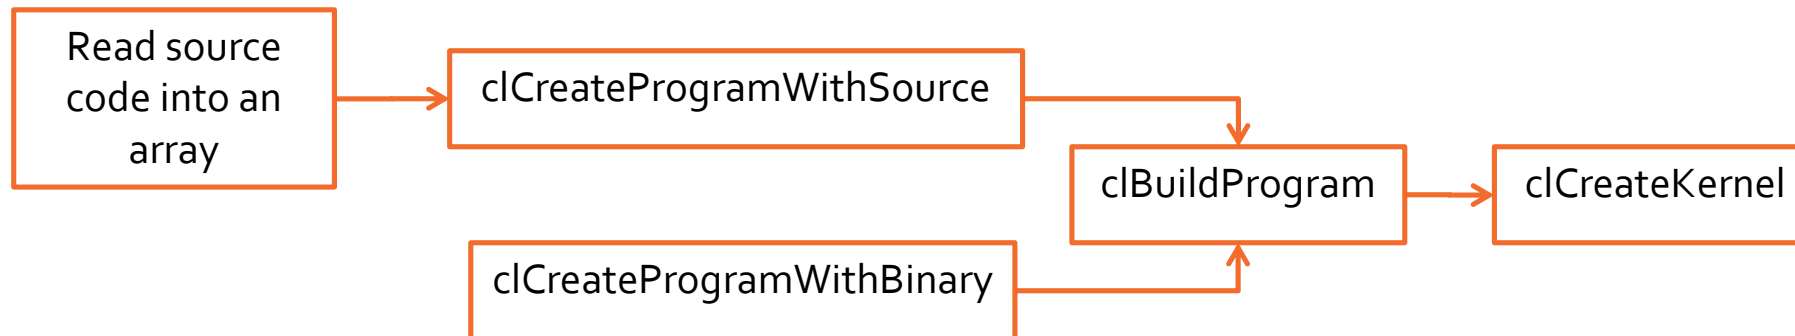 Read source
code into an
array
clCreateProgramWithSource
clBuildProgram
clCreateKernel
clCreateProgramWithBinary